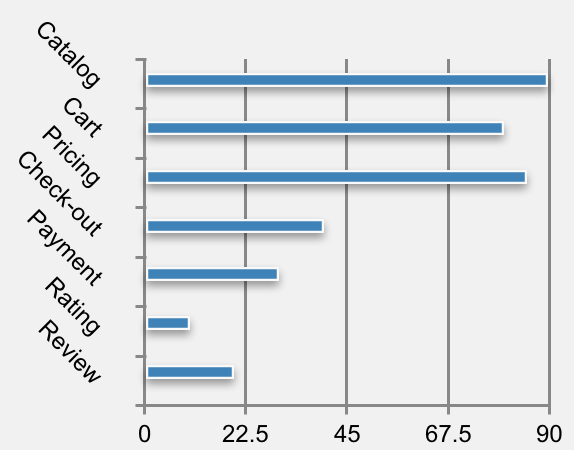 Catalog
Cart
Pricing
Check-out
Payment
Rating
Review
0 22.5 45 67.5 90